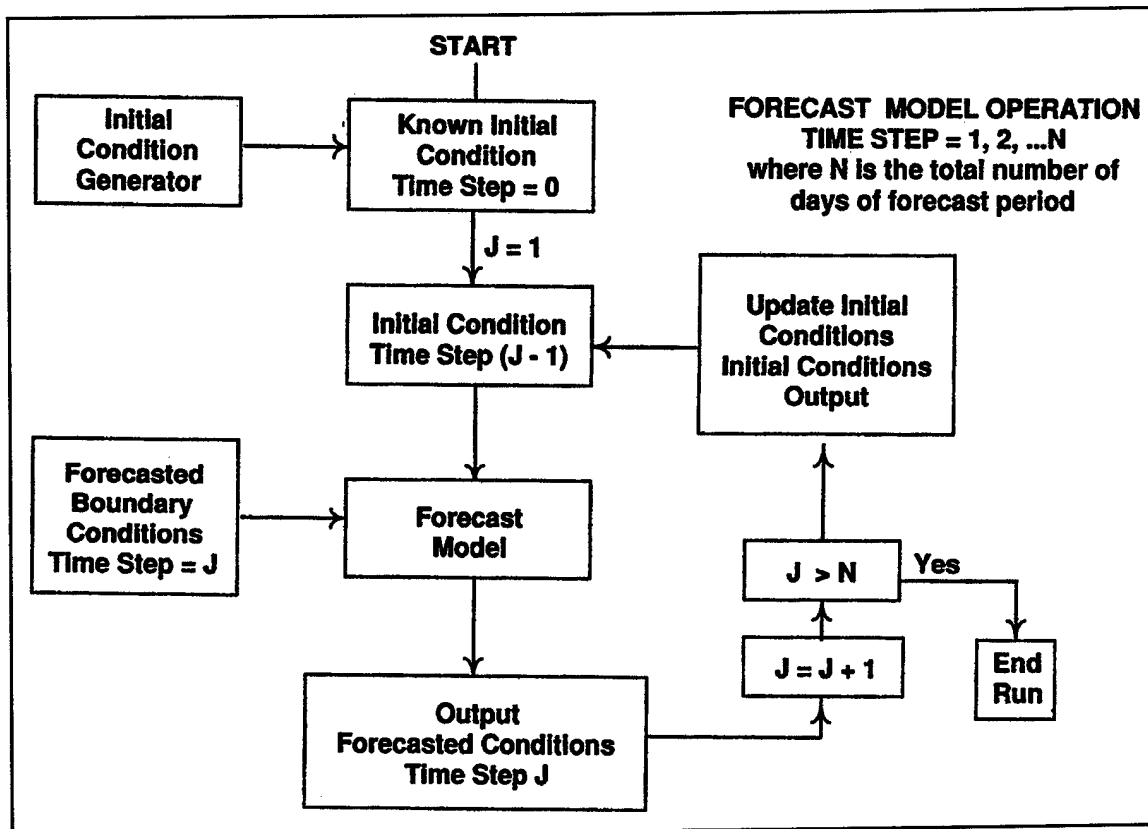 START
Initial
Condition
Generator
Known Initial
Condition
Time Step = 0
FORECAST MODEL OPERATION
TIME STEP = 1, 2, ...N
where N is the total number of
days of forecast period
J = 1
Initial Condition
Time Step (J - 1)
Update Initial
Conditions
Initial Conditions
Output
Forecasted
Boundary
Conditions
Time Step = J
Forecast
Model
J > N
Yes
J = J + 1
End
Run
Output
Forecasted Conditions
Time Step J